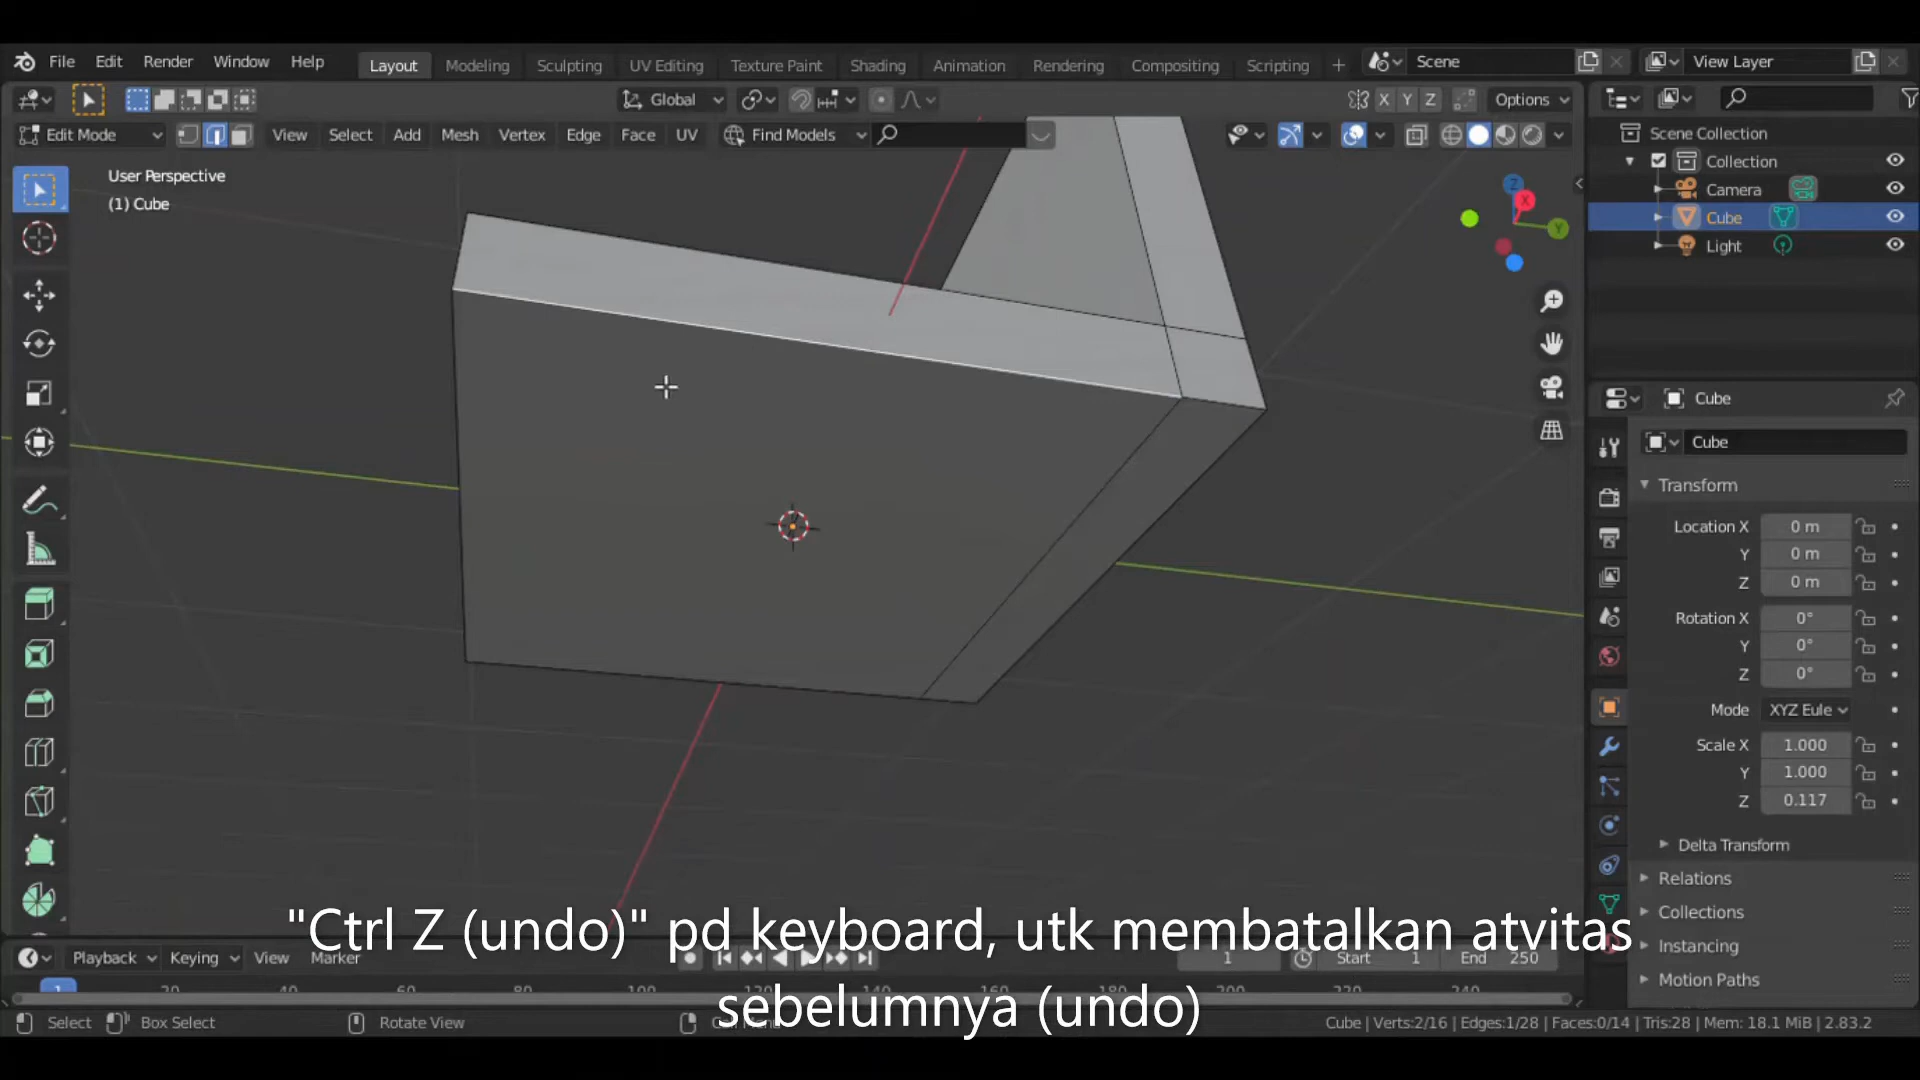 File Edit Render Window Help Layout Modeling Sculpting UV Editing Texture Paint Shading Animation Rendering Compositing Scripting + Scene View Layer
Global X Y Z Options
Edit Mode View Select Add Mesh Vertex Edge Face UV Find Models
User Perspective
(1) Cube
Z X Y
Scene Collection
Collection
Camera
Cube
Light
Cube
Cube
Transform
Location X 0 m
Y 0 m
Z 0 m
Rotation X 0°
Y 0°
Z 0°
Mode XYZ Eule
Scale X 1.000
Y 1.000
Z 0.117
Delta Transform
Relations
Collections
Instancing
Motion Paths
"Ctrl Z (undo)" pd keyboard, utk membatalkan atvitas
sebelumnya (undo)
Playback Keying View Marker 1 Start 1 End 250
1
Select Box Select Rotate View
Cube | Verts:2/16 | Edges:1/28 | Faces:0/14 | Tris:28 | Mem: 18.1 MiB | 2.83.2